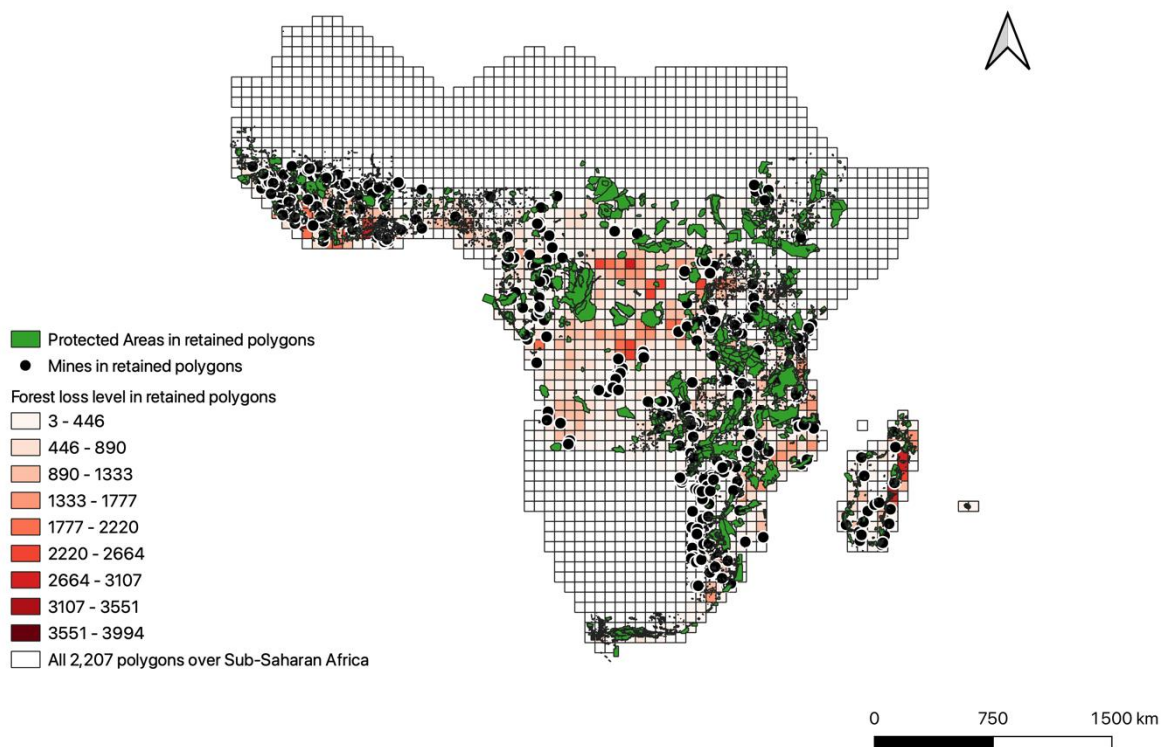 Protected Areas in retained polygons
Mines in retained polygons
Forest loss level in retained polygons
3 - 446
446 - 890
890 - 1333
1333 - 1777
1777 - 2220
2220 - 2664
2664 - 3107
3107 - 3551
3551 - 3994
All 2,207 polygons over Sub-Saharan Africa
0 750 1500 km